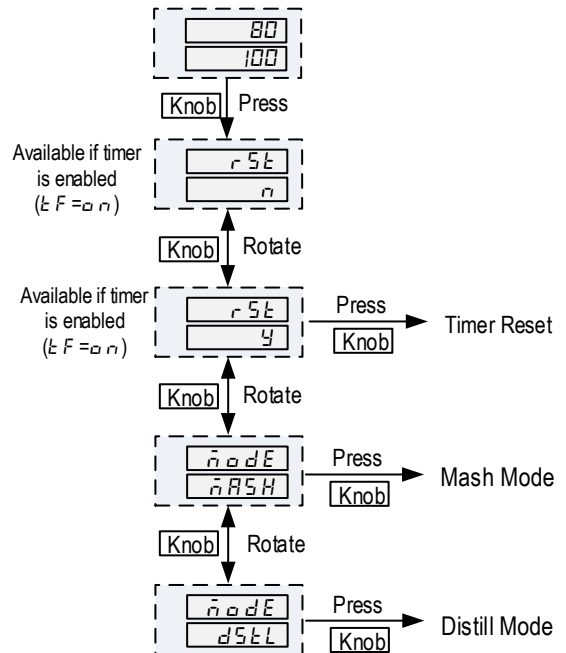 80
100
Knob Press
Available if timer
is enabled
(tF=on)
rSt
n
Knob Rotate
Available if timer
is enabled
(tF=on)
rSt
y
Press
Knob
Timer Reset
Knob Rotate
modE
mASH
Press
Knob
Mash Mode
Knob Rotate
modE
dStL
Press
Knob
Distill Mode